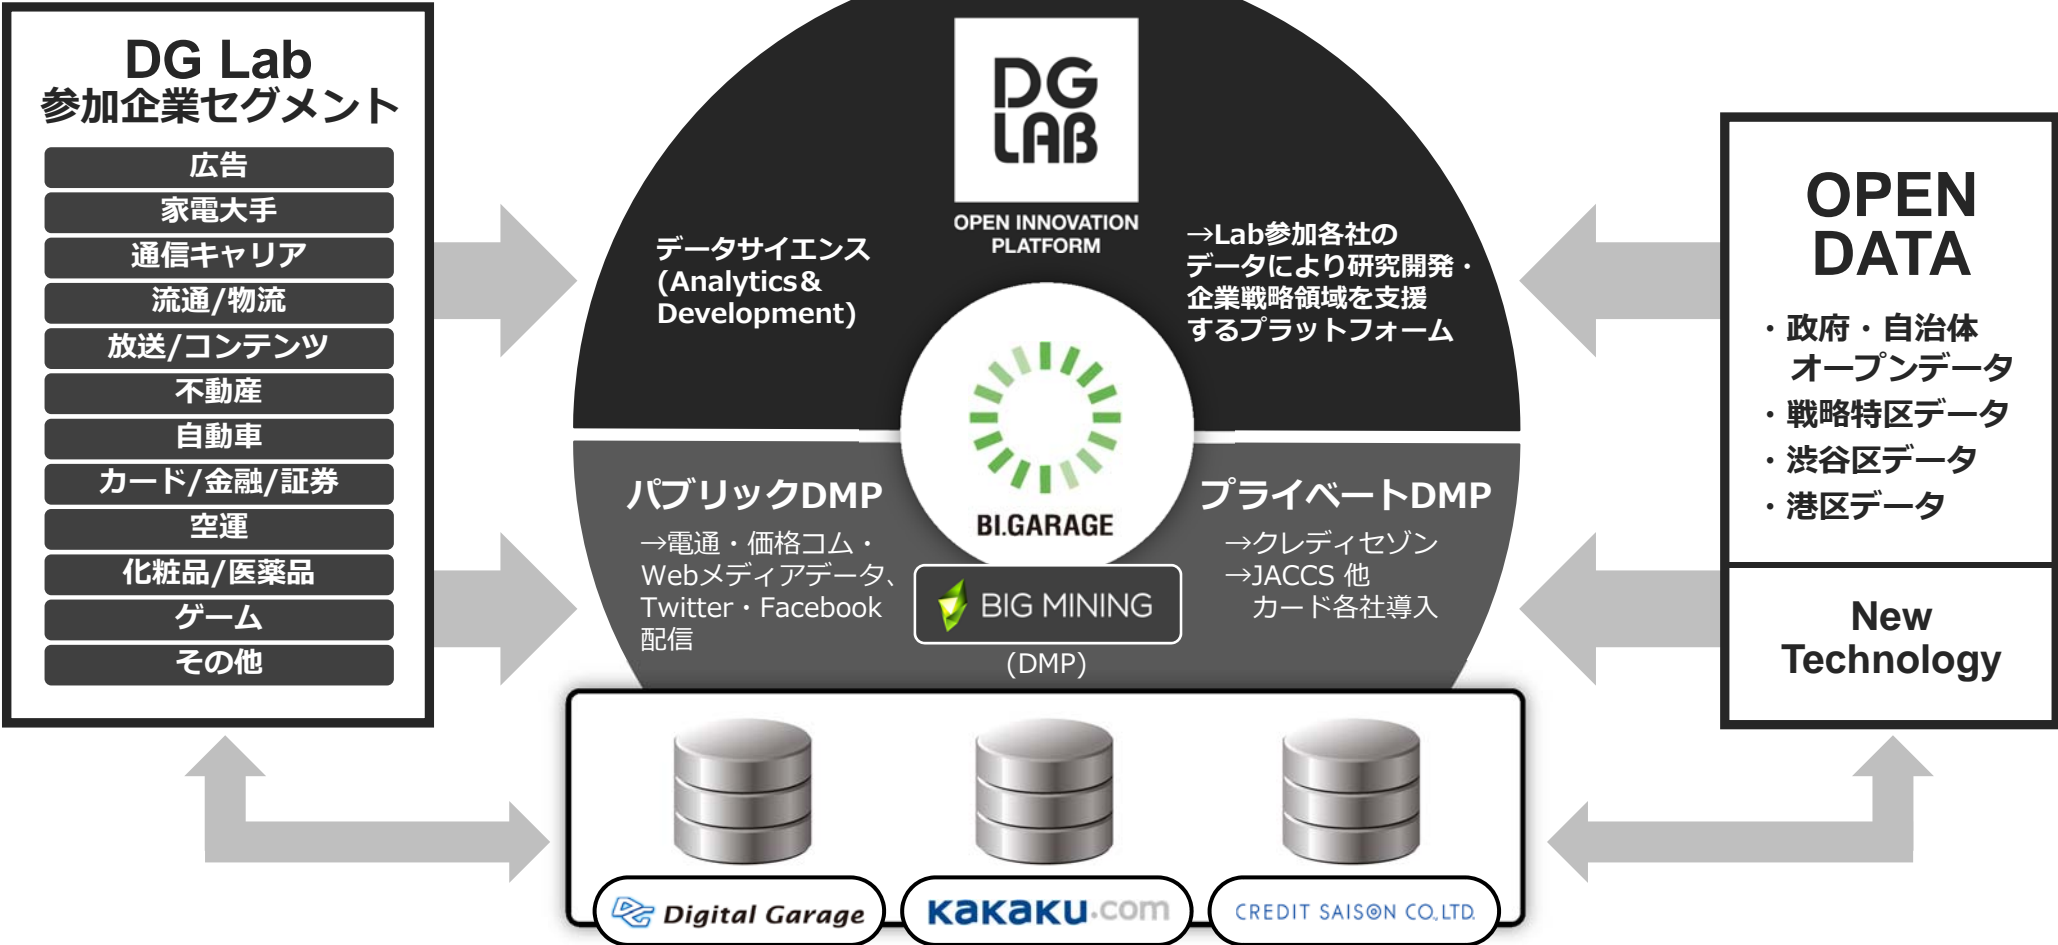 DG Lab
参加企業セグメント
広告
家電大手
通信キャリア
流通/物流
放送/コンテンツ
不動産
自動車
カード/金融/証券
空運
化粧品/医薬品
ゲーム
その他
DG
LAB
OPEN INNOVATION
PLATFORM
データサイエンス
(Analytics&
Development)
→Lab参加各社の
データにより研究開発・
企業戦略領域を支援
するプラットフォーム
BI.GARAGE
パブリックDMP
→電通・価格コム・
Webメディアデータ、
Twitter・Facebook
配信
BIG MINING
(DMP)
プライベートDMP
→クレディセゾン
→JACCS 他
カード各社導入
OPEN
DATA
・政府・自治体
オープンデータ
・戦略特区データ
・渋谷区データ
・港区データ
New
Technology
Digital Garage
KaKaKU.com
CREDIT SAISON CO.,LTD.